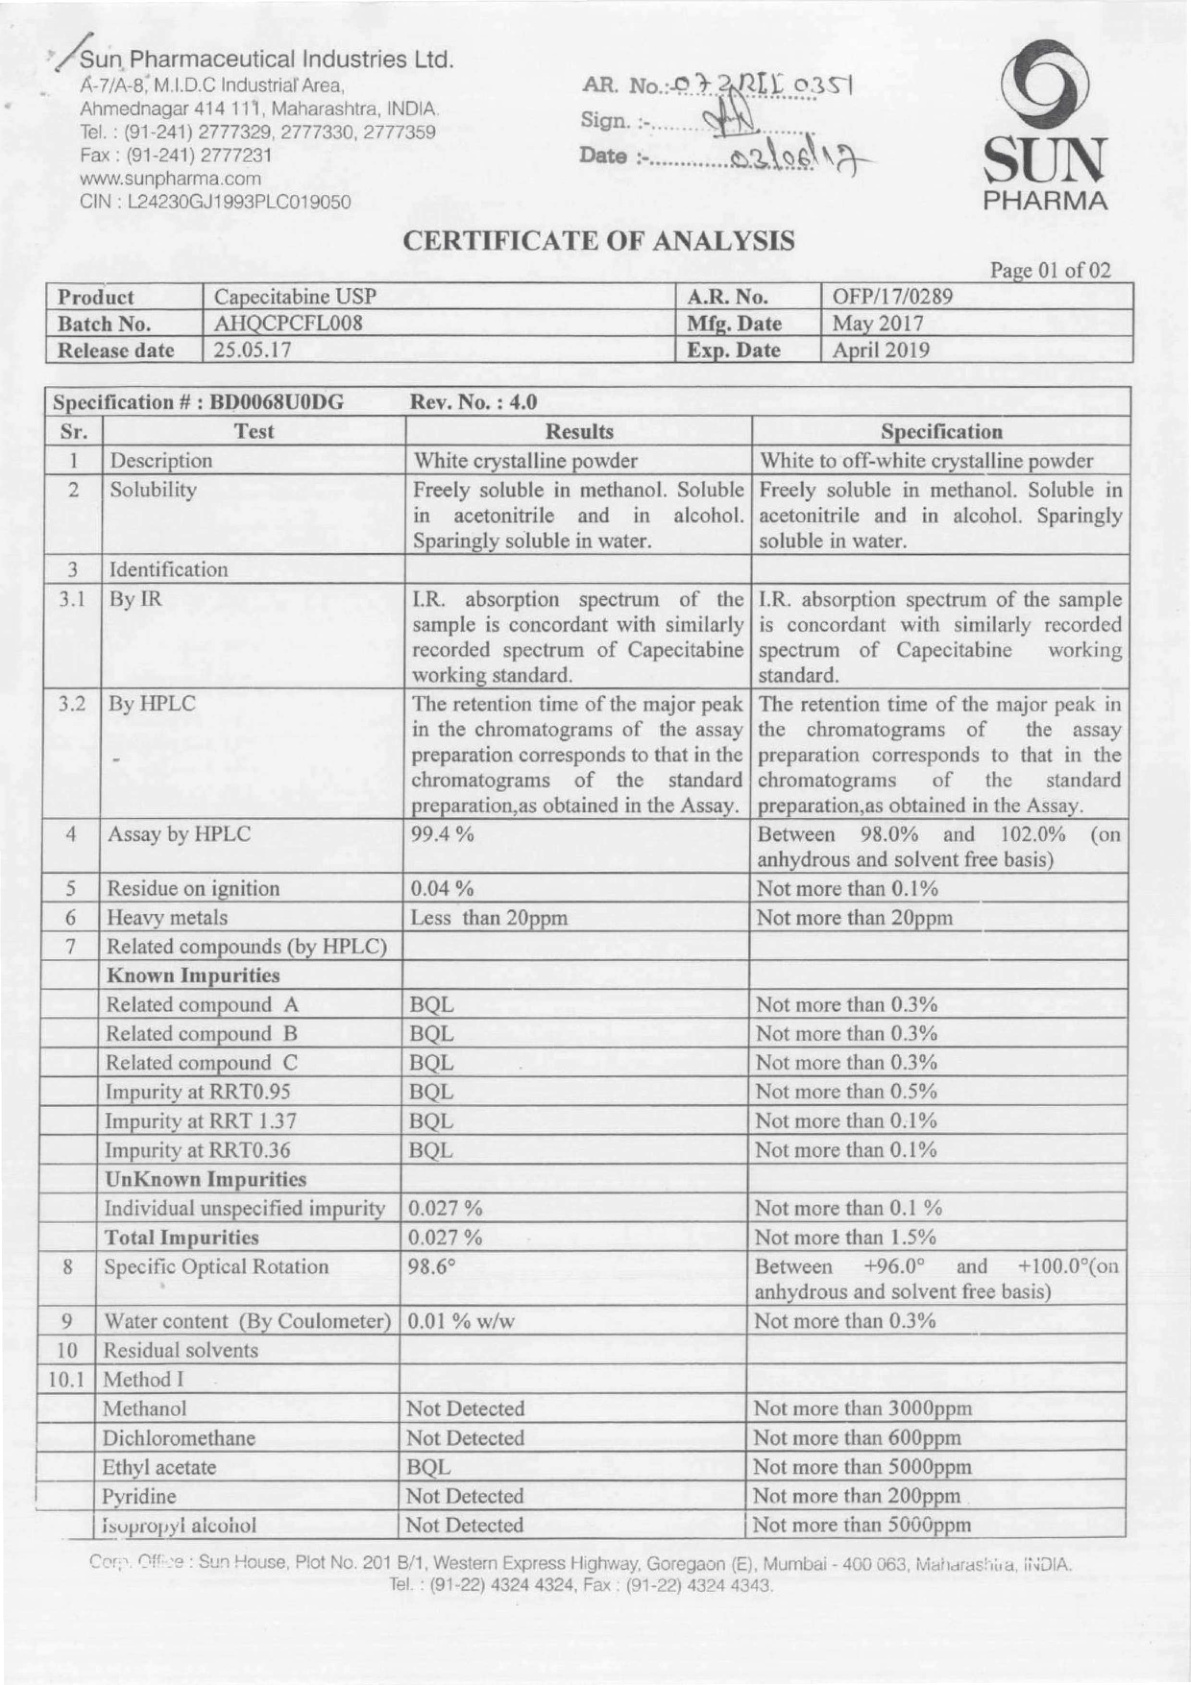 Sun Pharmaceutical Industries Ltd.
A-7/A-8, M.I.D.C Industrial Area,
Ahmednagar 414 111, Maharashtra, INDIA.
Tel. : (91-241) 2777329, 2777330, 2777359
Fax : (91-241) 2777231
www.sunpharma.com
CIN : L24230GJ1993PLC019050
AR. No.:- 0351
Sign. :-
Date :- 02/06/17
SUN
PHARMA
CERTIFICATE OF ANALYSIS
Page 01 of 02
Product Capecitabine USP A.R. No. OFP/17/0289
Batch No. AHQCPCFL008 Mfg. Date May 2017
Release date 25.05.17 Exp. Date April 2019
Specification # : BD0068U0DG Rev. No. : 4.0
Sr. Test Results Specification
1 Description White crystalline powder White to off-white crystalline powder
2 Solubility Freely soluble in methanol. Soluble Freely soluble in methanol. Soluble in
in acetonitrile and in alcohol. acetonitrile and in alcohol. Sparingly
Sparingly soluble in water. soluble in water.
3 Identification
3.1 By IR I.R. absorption spectrum of the I.R. absorption spectrum of the sample
sample is concordant with similarly is concordant with similarly recorded
recorded spectrum of Capecitabine spectrum of Capecitabine working
working standard. standard.
3.2 By HPLC The retention time of the major peak The retention time of the major peak in
in the chromatograms of the assay the chromatograms of the assay
preparation corresponds to that in the preparation corresponds to that in the
chromatograms of the standard chromatograms of the standard
preparation,as obtained in the Assay. preparation,as obtained in the Assay.
4 Assay by HPLC 99.4 % Between 98.0% and 102.0% (on
anhydrous and solvent free basis)
5 Residue on ignition 0.04 % Not more than 0.1%
6 Heavy metals Less than 20ppm Not more than 20ppm
7 Related compounds (by HPLC)
Known Impurities
Related compound A BQL Not more than 0.3%
Related compound B BQL Not more than 0.3%
Related compound C BQL Not more than 0.3%
Impurity at RRT0.95 BQL Not more than 0.5%
Impurity at RRT 1.37 BQL Not more than 0.1%
Impurity at RRT0.36 BQL Not more than 0.1%
UnKnown Impurities
Individual unspecified impurity 0.027 % Not more than 0.1 %
Total Impurities 0.027 % Not more than 1.5%
8 Specific Optical Rotation 98.6° Between +96.0° and +100.0°(on
anhydrous and solvent free basis)
9 Water content (By Coulometer) 0.01 % w/w Not more than 0.3%
10 Residual solvents
10.1 Method I
Methanol Not Detected Not more than 3000ppm
Dichloromethane Not Detected Not more than 600ppm
Ethyl acetate BQL Not more than 5000ppm
Pyridine Not Detected Not more than 200ppm
Isopropyl alcohol Not Detected Not more than 5000ppm
Corp. Office : Sun House, Plot No. 201 B/1, Western Express Highway, Goregaon (E), Mumbai - 400 063, Maharashtra, INDIA.
Tel. : (91-22) 4324 4324, Fax : (91-22) 4324 4343.